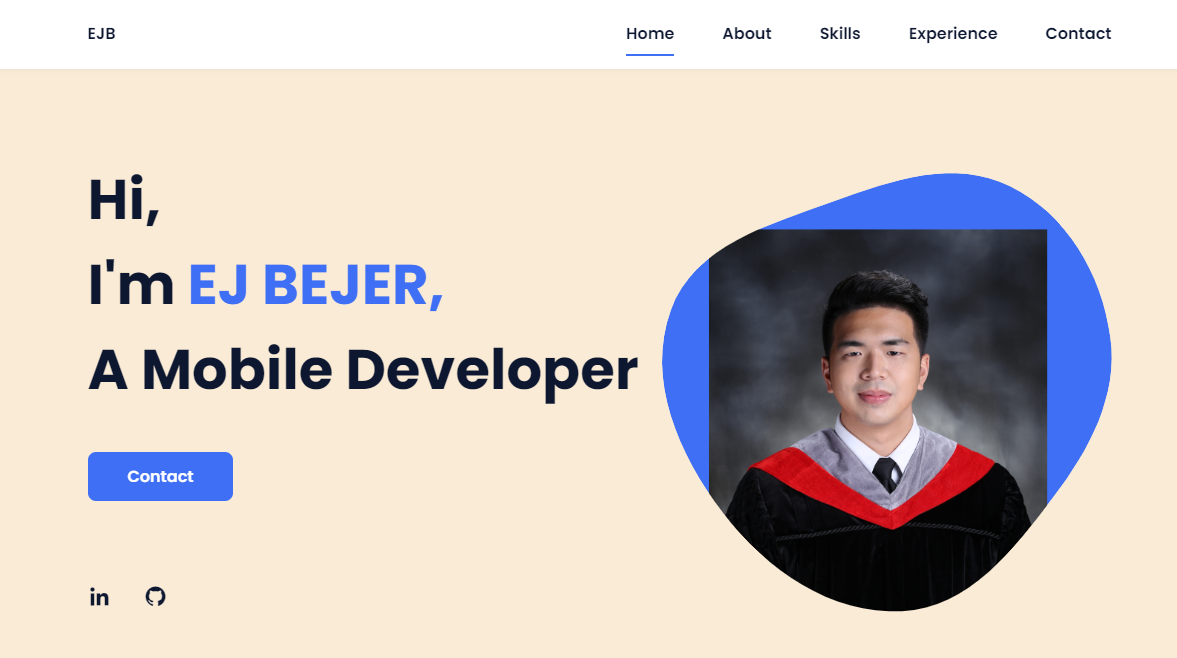 EJB
Home
About
Skills
Experience
Contact
Hi,
I'm EJ BEJER,
A Mobile Developer
Contact
in